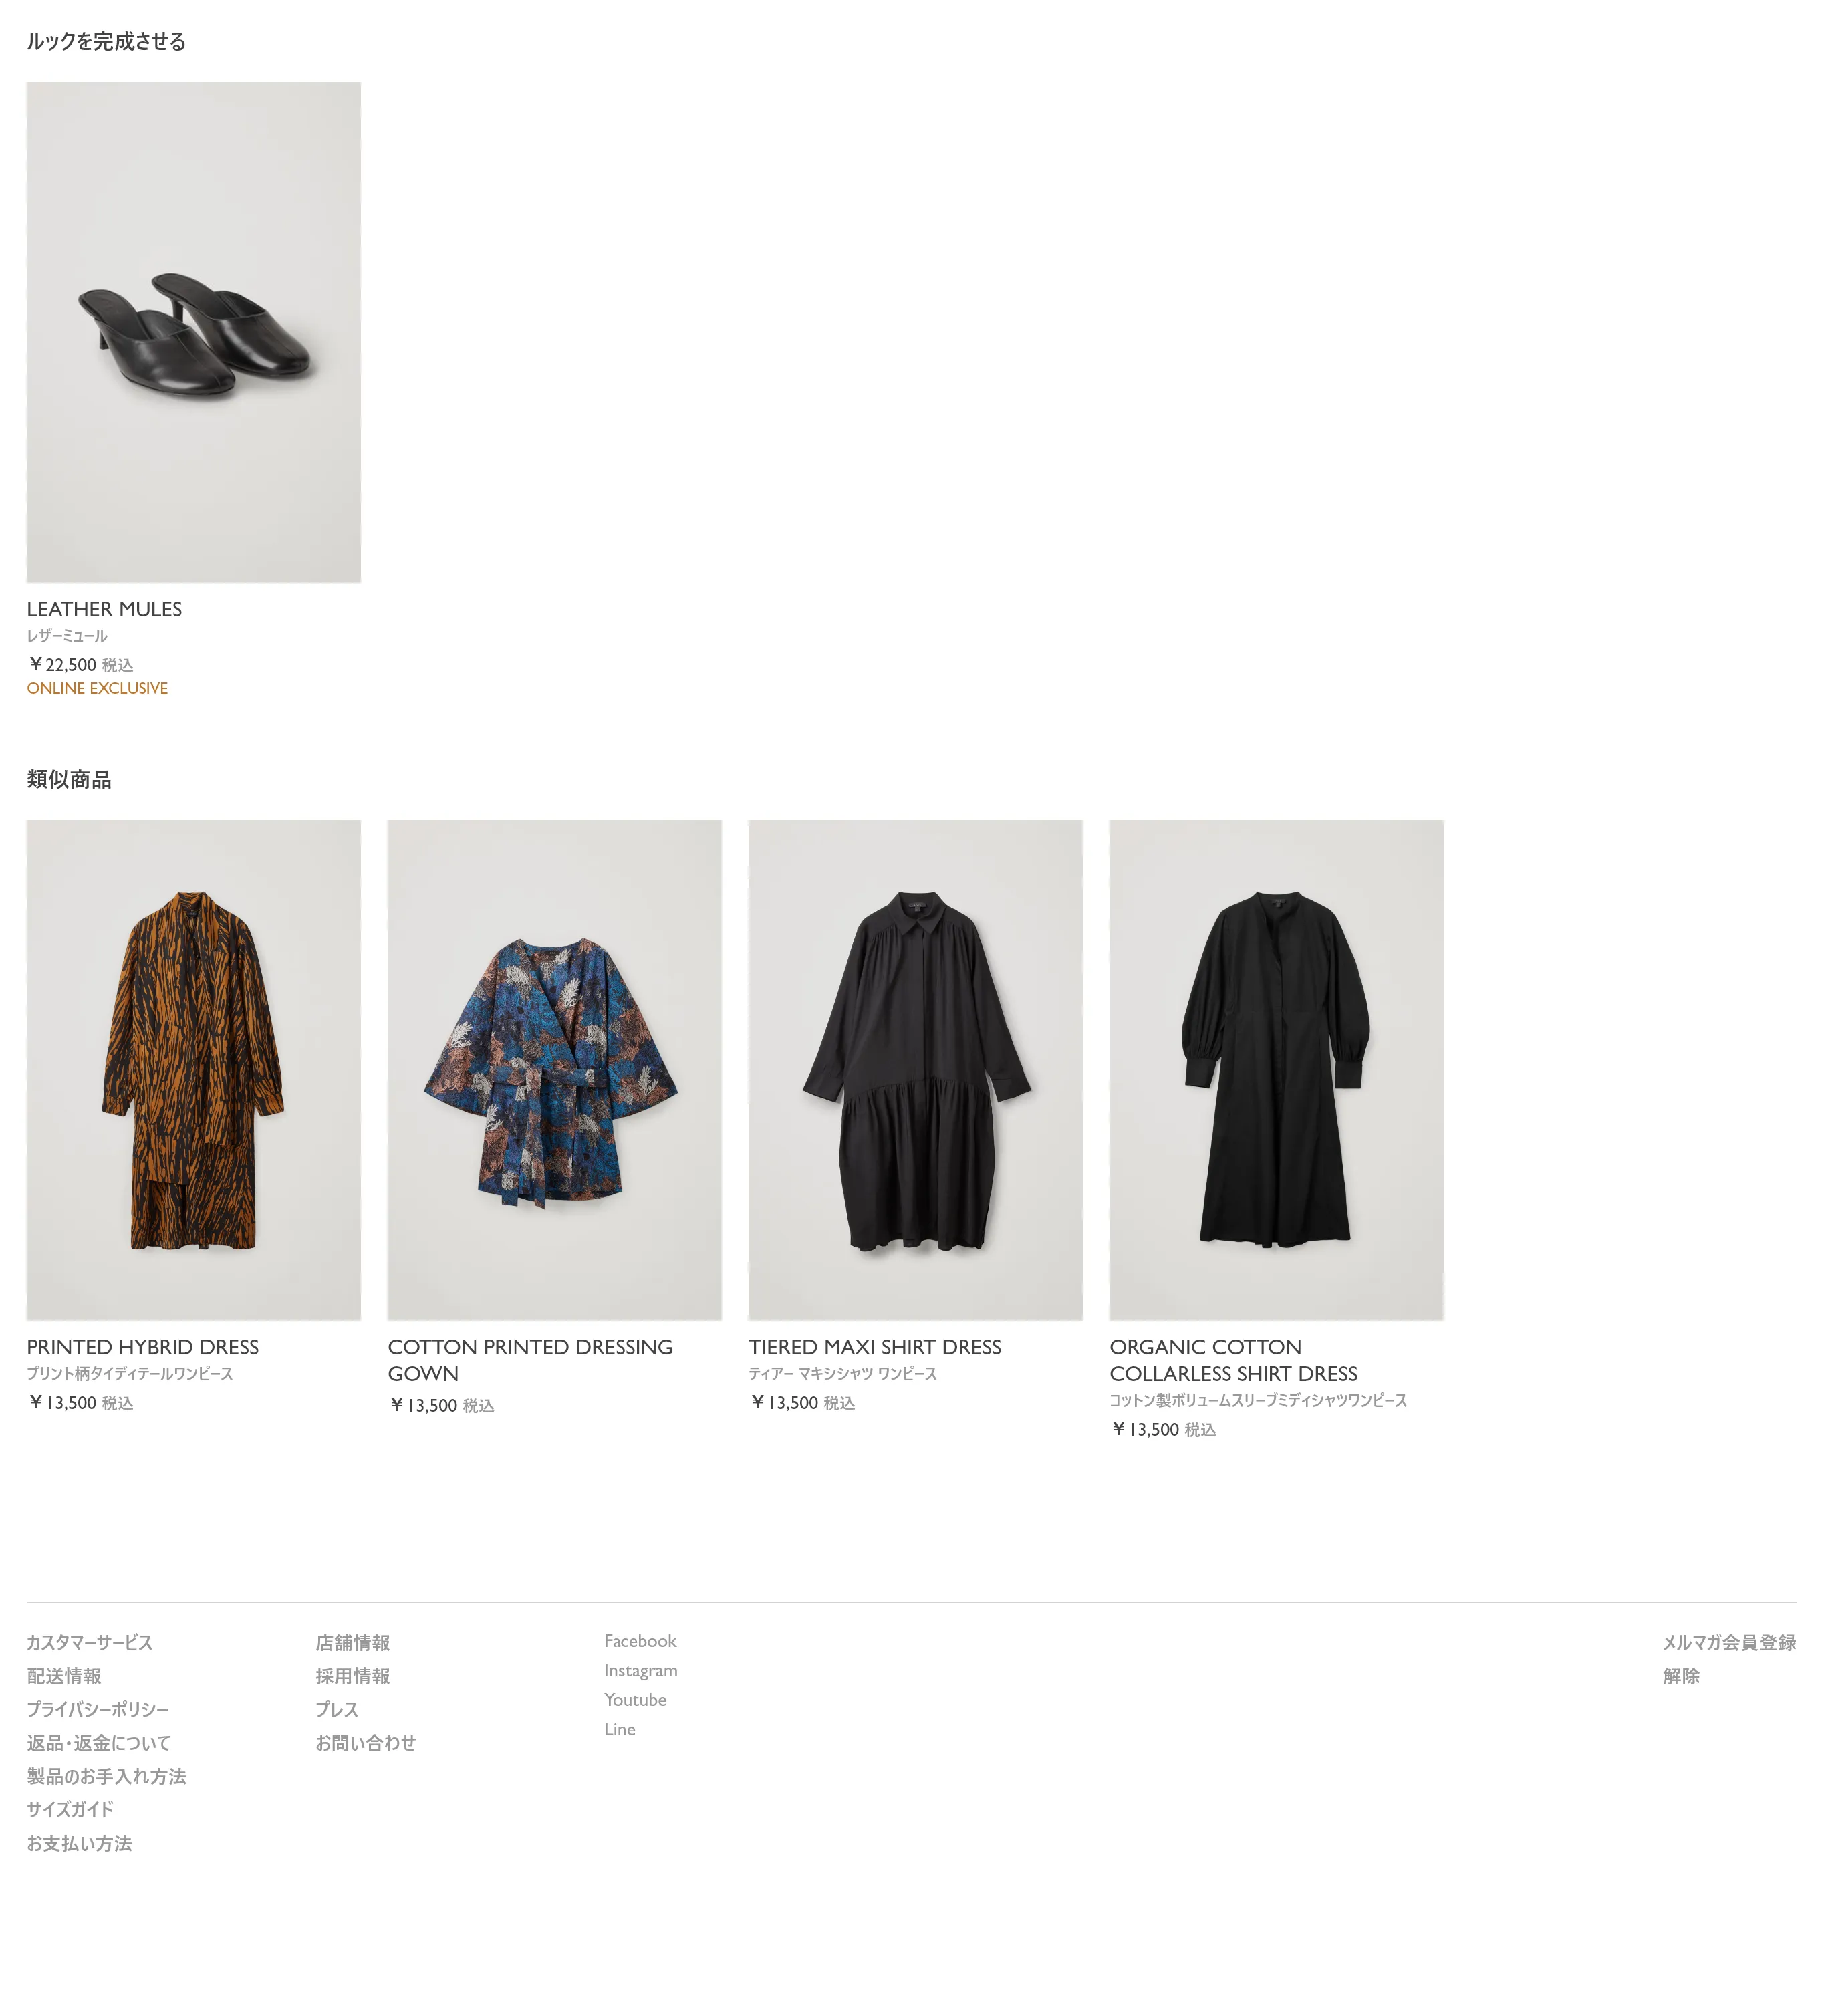 ルックを完成させる
LEATHER MULES
レザーミュール
¥22,500 税込
ONLINE EXCLUSIVE
類似商品
PRINTED HYBRID DRESS
プリント柄タイディテールワンピース
¥13,500 税込
COTTON PRINTED DRESSING
GOWN
¥13,500 税込
TIERED MAXI SHIRT DRESS
ティアー マキシシャツ ワンピース
¥13,500 税込
ORGANIC COTTON
COLLARLESS SHIRT DRESS
コットン製ボリュームスリーブミディシャツワンピース
¥13,500 税込
カスタマーサービス
配送情報
プライバシーポリシー
返品・返金について
製品のお手入れ方法
サイズガイド
お支払い方法
店舗情報
採用情報
プレス
お問い合わせ
Facebook
Instagram
Youtube
Line
メルマガ会員登録
解除